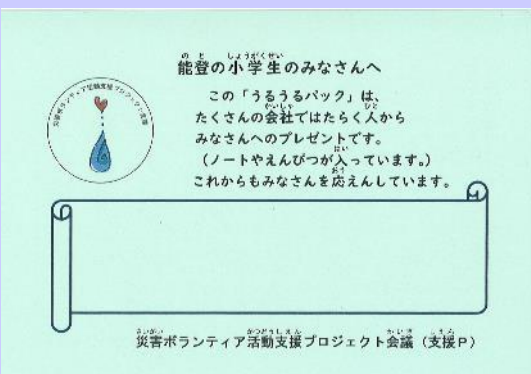 能登の小学生のみなさんへ
この「うるうるパック」は、
たくさんの会社ではたらく人から
みなさんへのプレゼントです。
(ノートやえんぴつが入っています。)
これからもみなさんを応えんしています。
災害ボランティア活動支援プロジェクト会議(支援P)